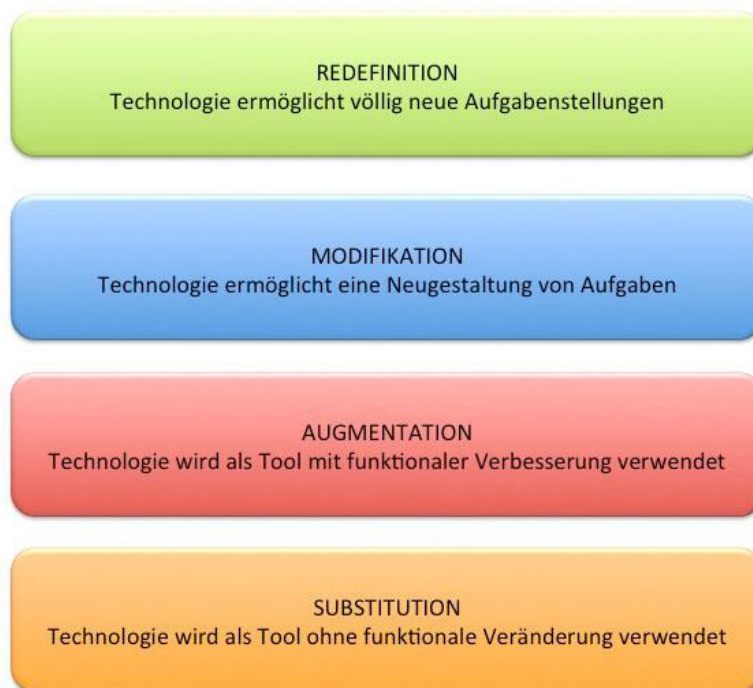 REDEFINITION
Technologie ermöglicht völlig neue Aufgabenstellungen
MODIFIKATION
Technologie ermöglicht eine Neugestaltung von Aufgaben
AUGMENTATION
Technologie wird als Tool mit funktionaler Verbesserung verwendet
SUBSTITUTION
Technologie wird als Tool ohne funktionale Veränderung verwendet